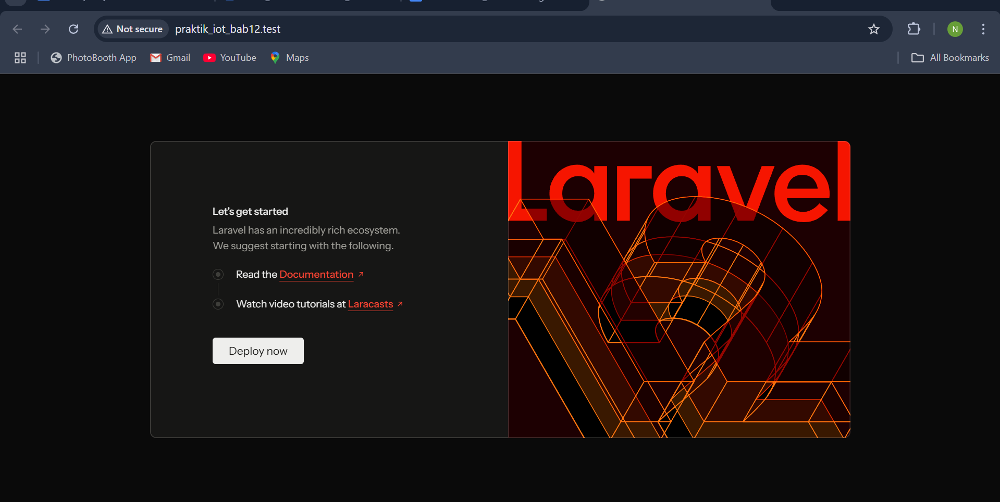 Not secure praktik_iot_bab12.test N
PhotoBooth App Gmail YouTube Maps All Bookmarks
Laravel
Let's get started
Laravel has an incredibly rich ecosystem.
We suggest starting with the following.
Read the Documentation
Watch video tutorials at Laracasts
Deploy now